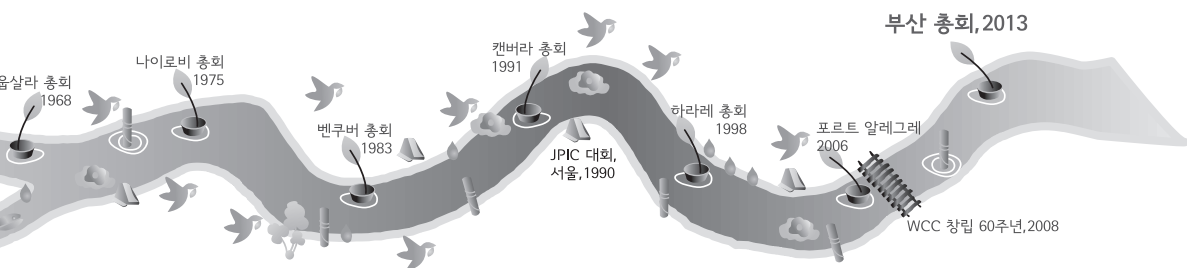 웁살라 총회
1968
나이로비 총회
1975
벤쿠버 총회
1983
캔버라 총회
1991
JPIC 대회,
서울,1990
하라레 총회
1998
포르트 알레그레
2006
WCC 창립 60주년,2008
부산 총회,2013